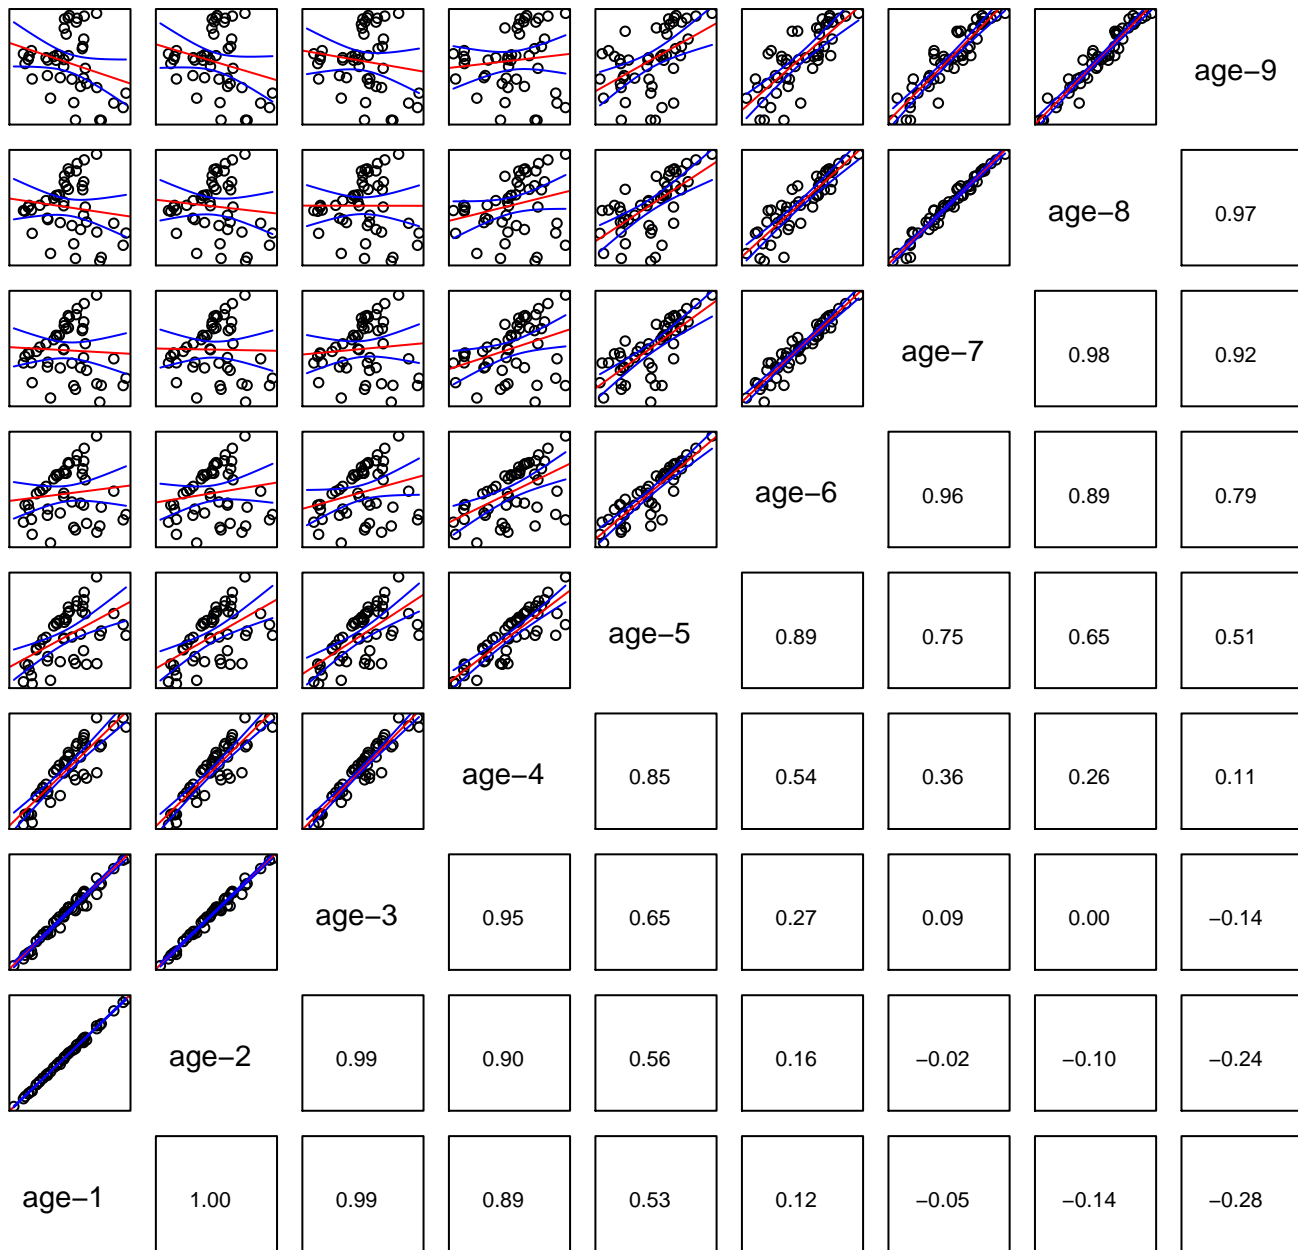 age−9
age−8 0.97
age−7 0.98 0.92
age−6 0.96 0.89 0.79
age−5 0.89 0.75 0.65 0.51
age−4 0.85 0.54 0.36 0.26 0.11
age−3 0.95 0.65 0.27 0.09 0.00 −0.14
age−2 0.99 0.90 0.56 0.16 −0.02 −0.10 −0.24
age−1 1.00 0.99 0.89 0.53 0.12 −0.05 −0.14 −0.28